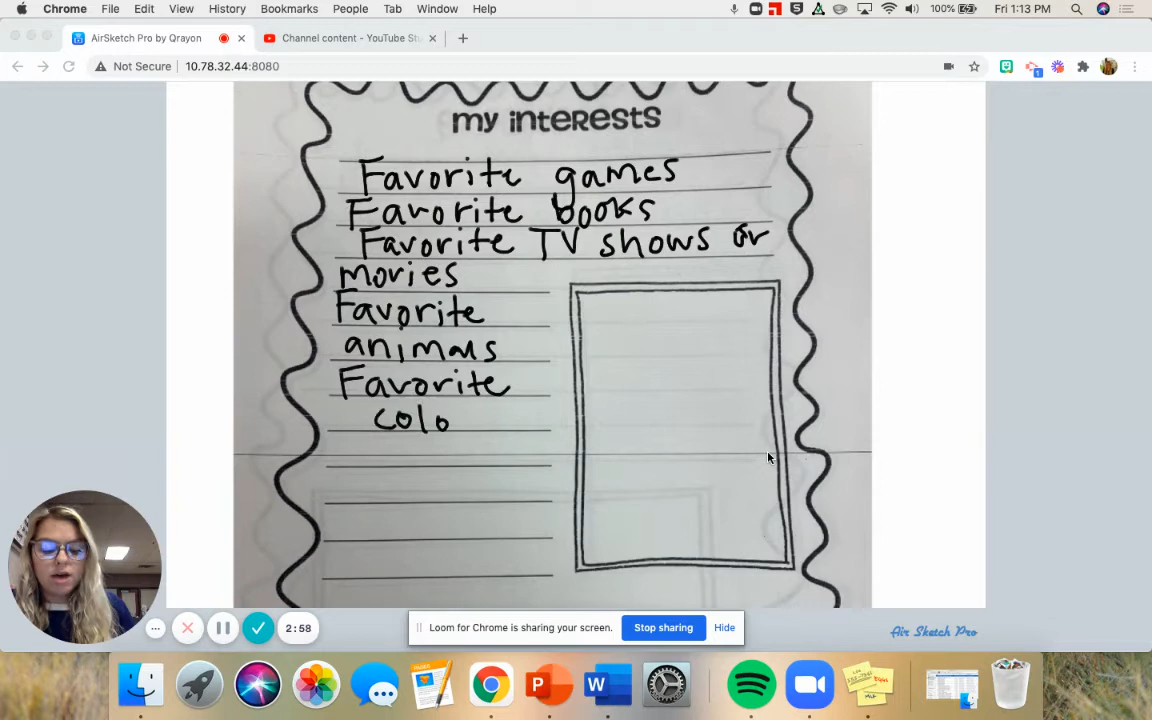 Chrome File Edit View History Bookmarks People Tab Window Help 100% Fri 1:13 PM
AirSketch Pro by Qrayon Channel content - YouTube St
Not Secure 10.78.32.44:8080
my interests
Favorite games
Favorite books
Favorite TV shows or
movies
Favorite
animals
Favorite
colo
2:58
Loom for Chrome is sharing your screen. Stop sharing Hide
Air Sketch Pro